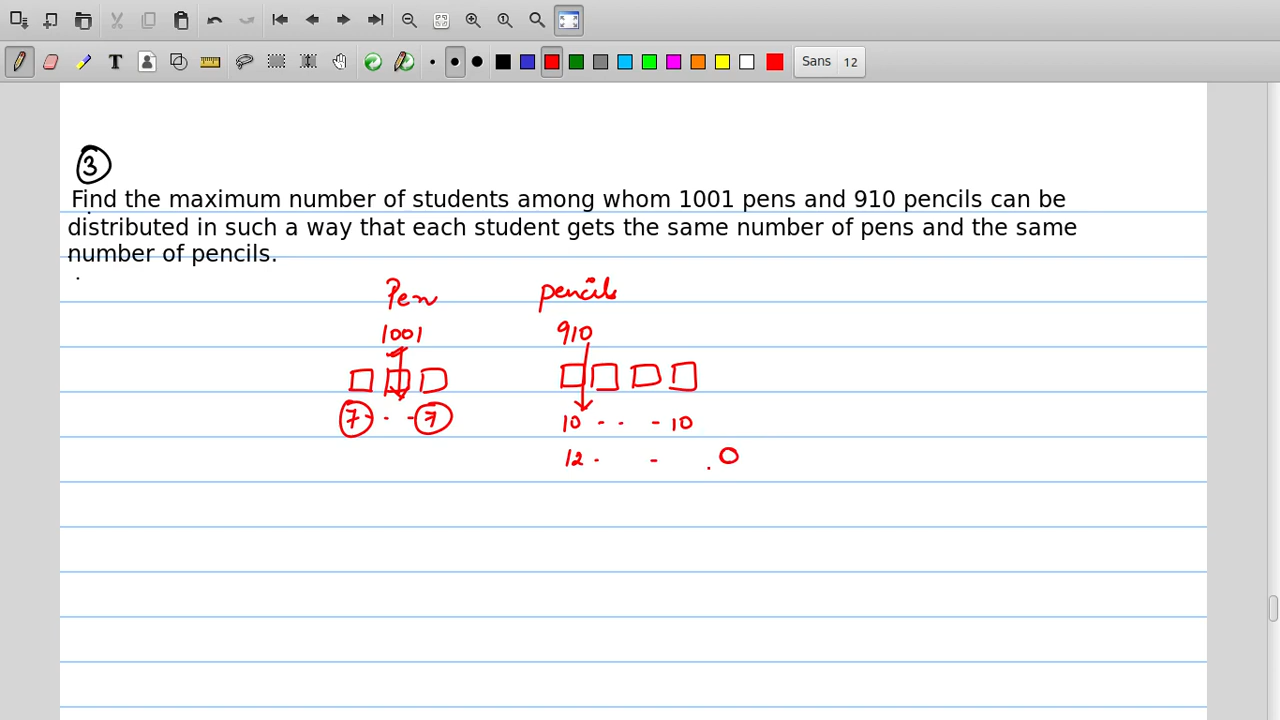 Sans 12
3
Find the maximum number of students among whom 1001 pens and 910 pencils can be
distributed in such a way that each student gets the same number of pens and the same
number of pencils.
Pen pencils
1001 910
7 - · - 7 10 - · · - 10
12 · - . 0